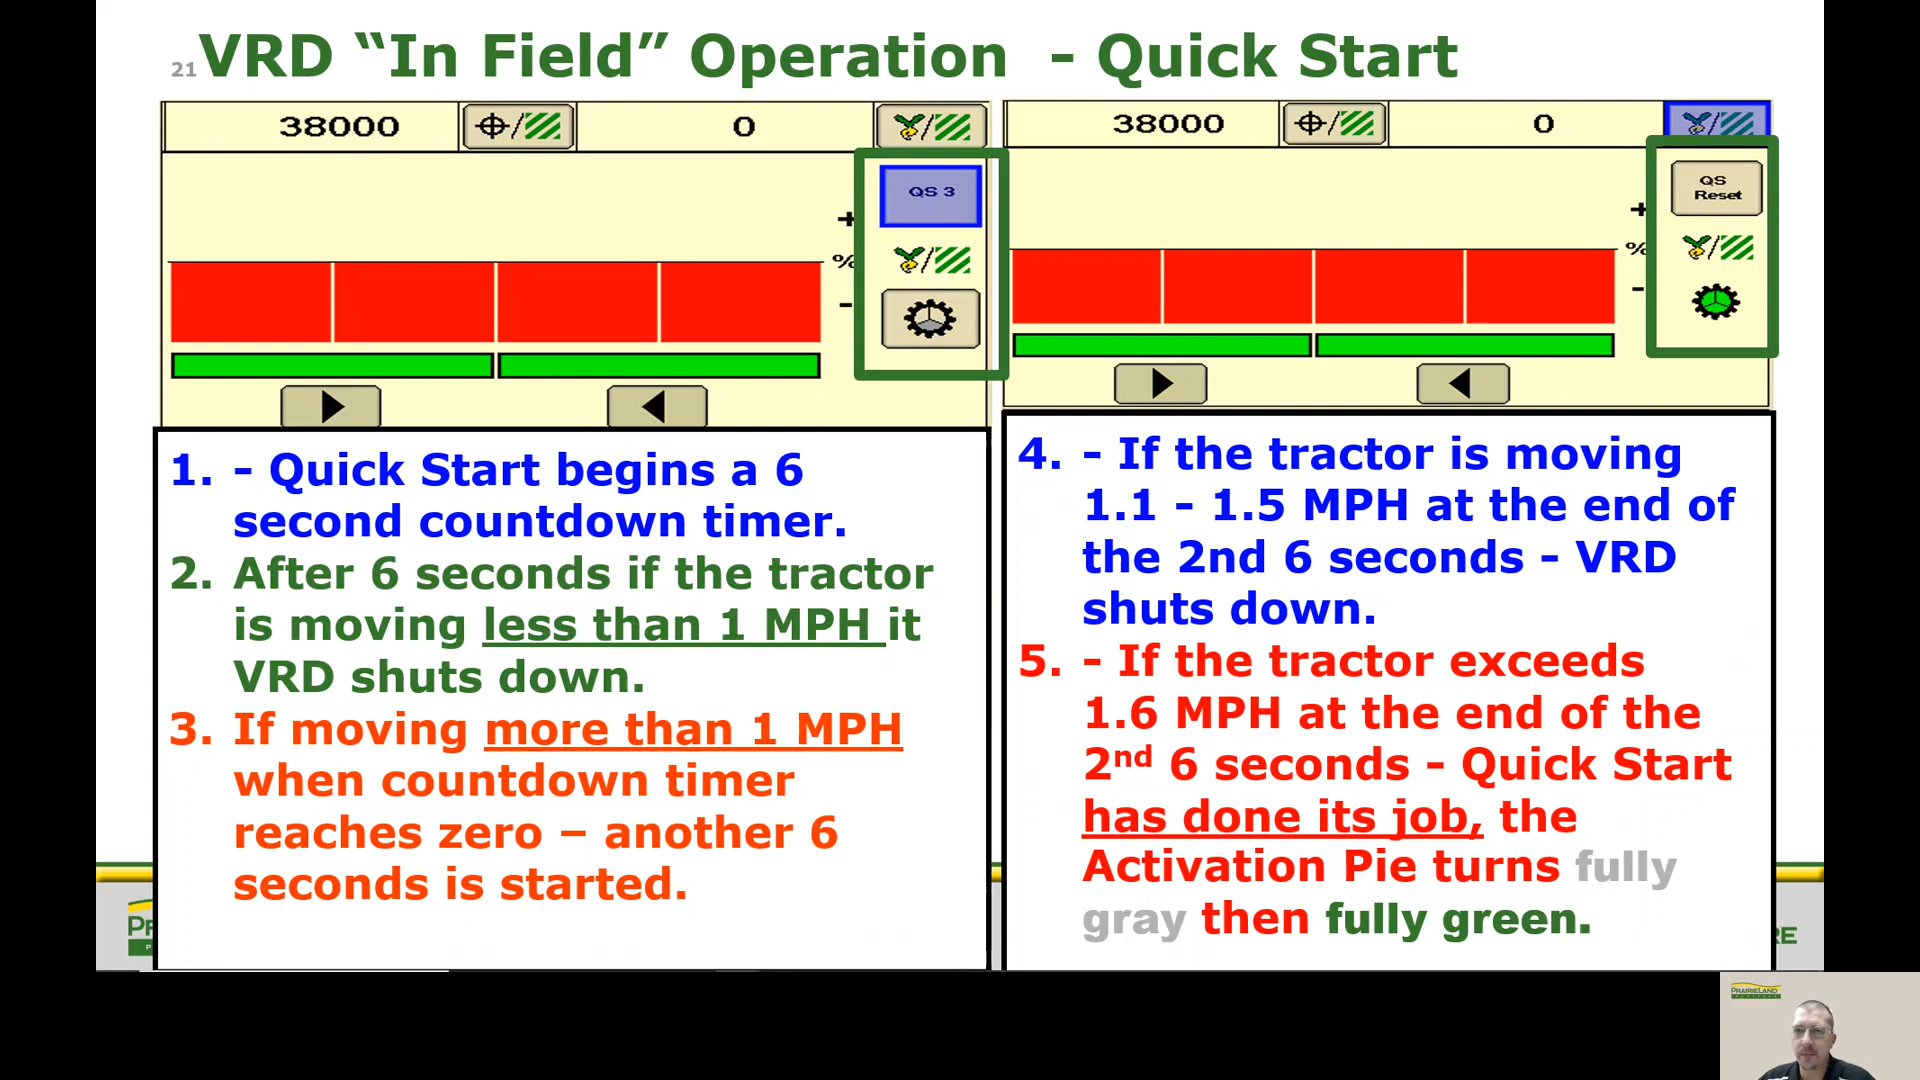 21 VRD “In Field” Operation - Quick Start
38000
0
QS 3
+
%
-
38000
0
QS
Reset
+
%
-
1. - Quick Start begins a 6
second countdown timer.
2. After 6 seconds if the tractor
is moving less than 1 MPH it
VRD shuts down.
3. If moving more than 1 MPH
when countdown timer
reaches zero – another 6
seconds is started.
4. - If the tractor is moving
1.1 - 1.5 MPH at the end of
the 2nd 6 seconds - VRD
shuts down.
5. - If the tractor exceeds
1.6 MPH at the end of the
2nd 6 seconds - Quick Start
has done its job, the
Activation Pie turns fully
gray then fully green.
PRAIRIELAND